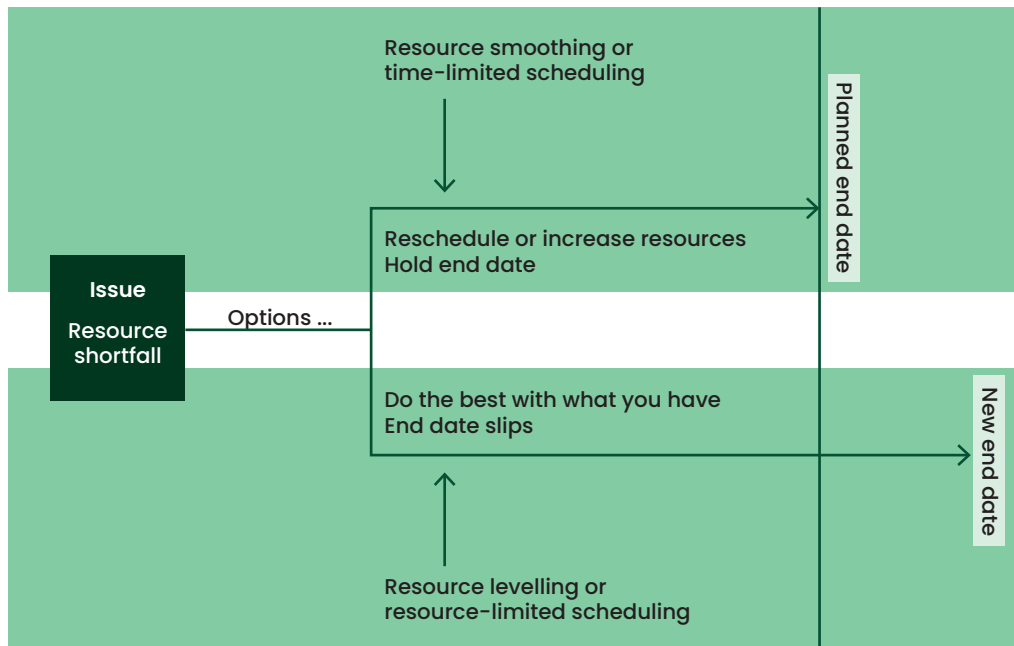 Resource smoothing or
time-limited scheduling
Planned end date
Reschedule or increase resources
Hold end date
Issue
Resource
shortfall
Options ...
Do the best with what you have
End date slips
New end date
Resource levelling or
resource-limited scheduling